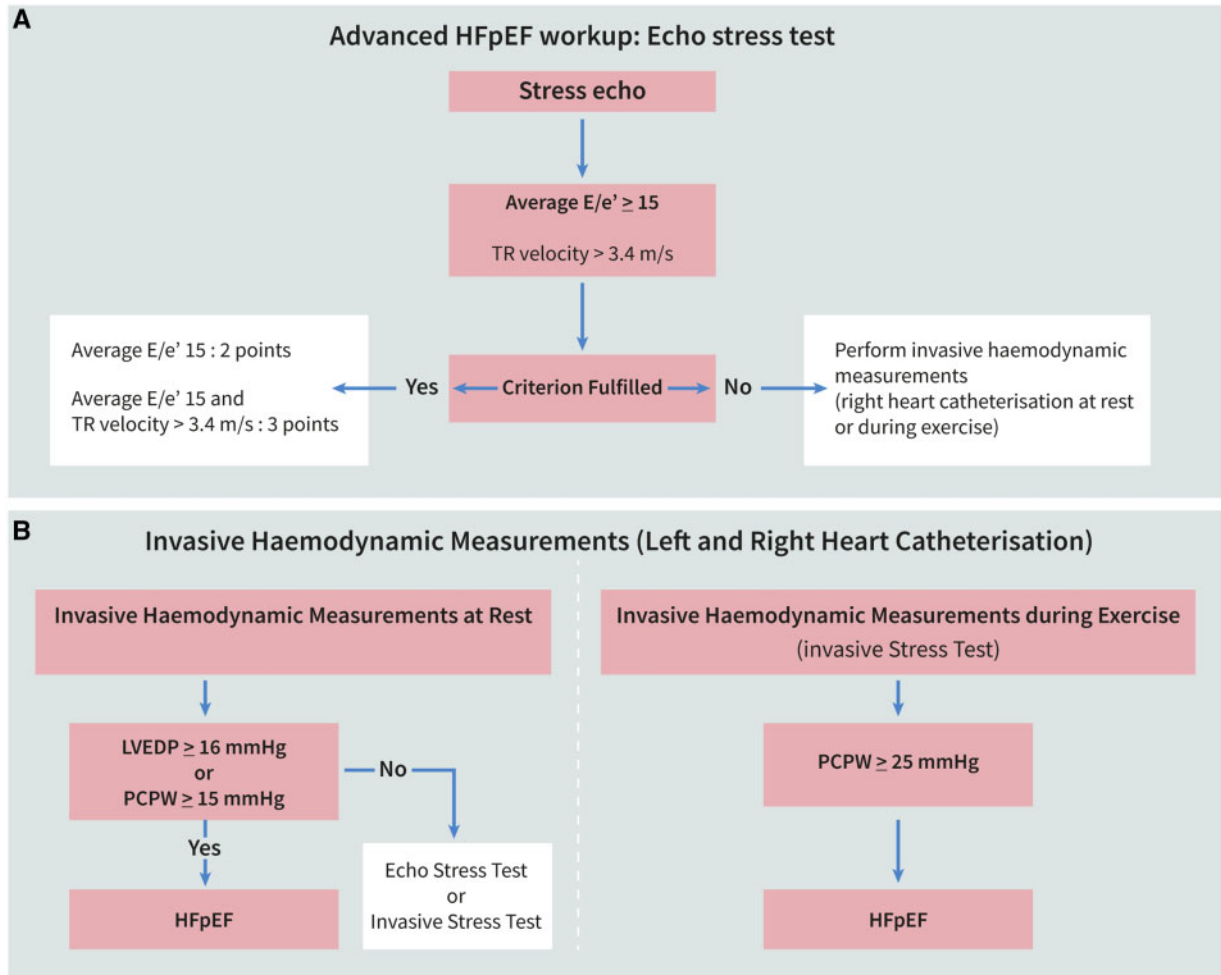 A
Advanced HFpEF workup: Echo stress test
Stress echo
Average E/e’ ≥ 15
TR velocity > 3.4 m/s
Criterion Fulfilled
Yes
No
Average E/e’ 15 : 2 points
Average E/e’ 15 and
TR velocity > 3.4 m/s : 3 points
Perform invasive haemodynamic
measurements
(right heart catheterisation at rest
or during exercise)
B
Invasive Haemodynamic Measurements (Left and Right Heart Catheterisation)
Invasive Haemodynamic Measurements at Rest
LVEDP ≥ 16 mmHg
or
PCPW ≥ 15 mmHg
No
Yes
Echo Stress Test
or
Invasive Stress Test
HFpEF
Invasive Haemodynamic Measurements during Exercise
(invasive Stress Test)
PCPW ≥ 25 mmHg
HFpEF